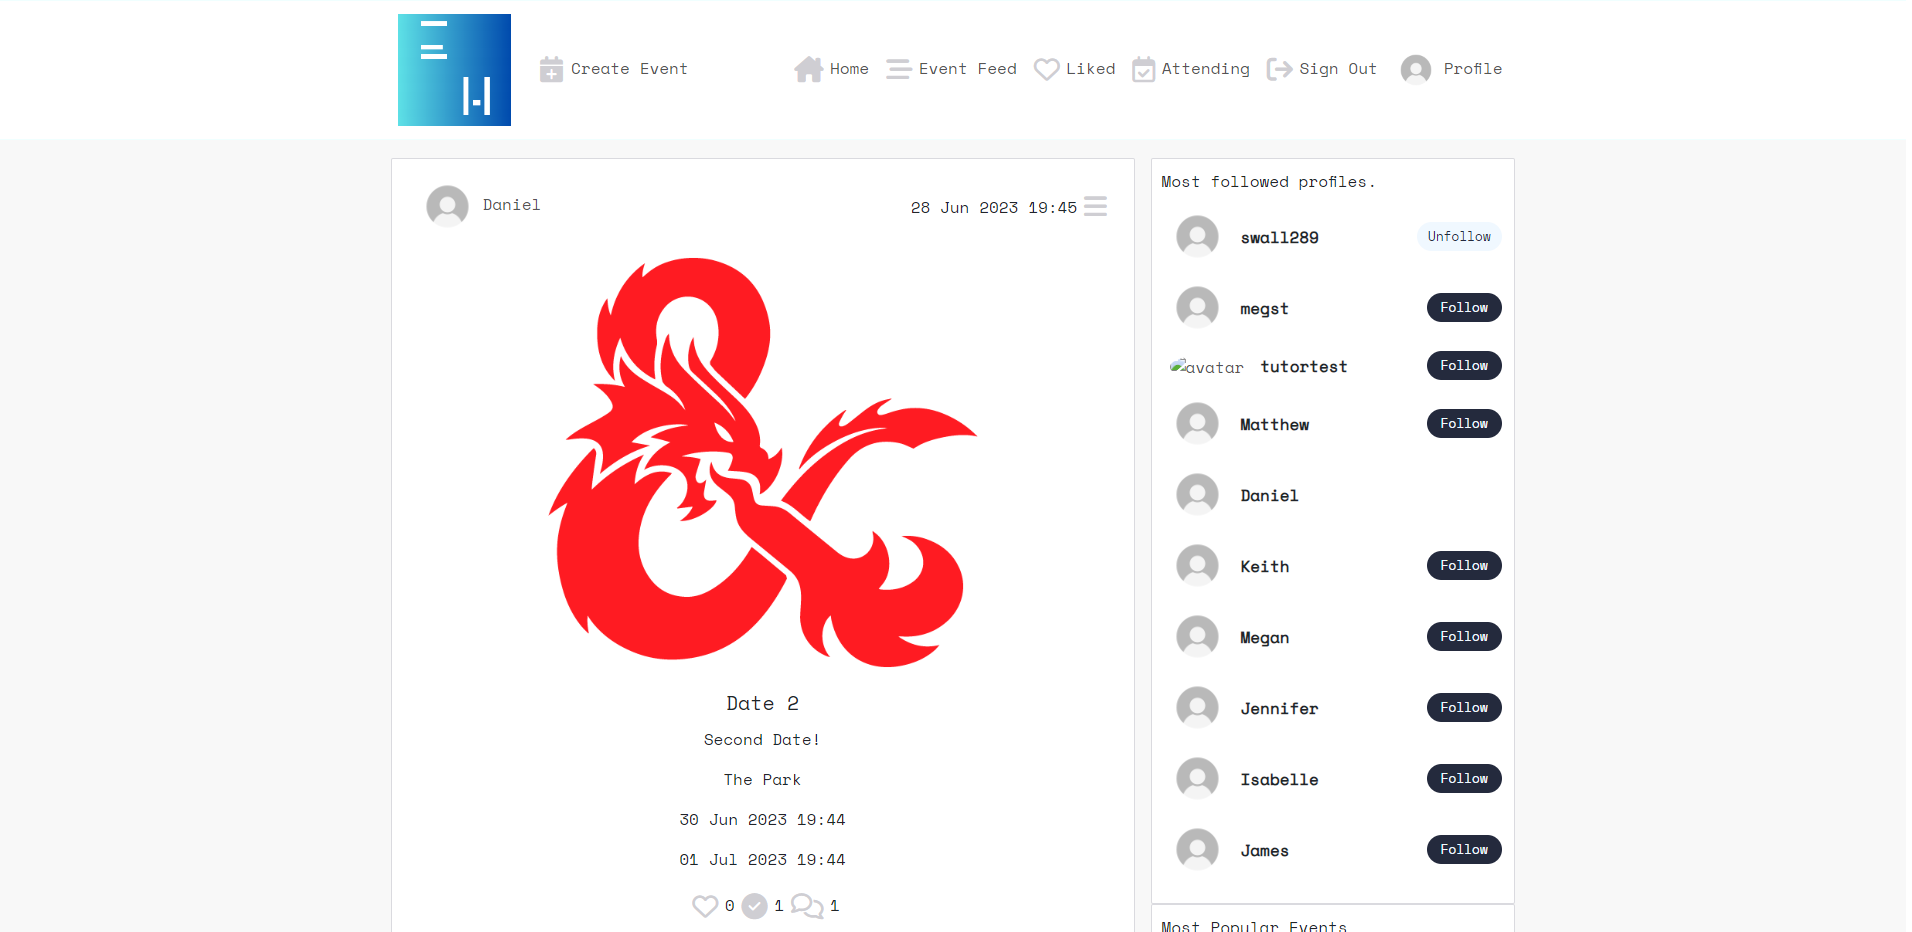 Create Event
Home
Event Feed
Liked
Attending
Sign Out
Profile
Daniel
28 Jun 2023 19:45
Date 2
Second Date!
The Park
30 Jun 2023 19:44
01 Jul 2023 19:44
0 1 1
Most followed profiles.
swall289 Unfollow
megst Follow
avatar tutortest Follow
Matthew Follow
Daniel
Keith Follow
Megan Follow
Jennifer Follow
Isabelle Follow
James Follow
Most Popular Events